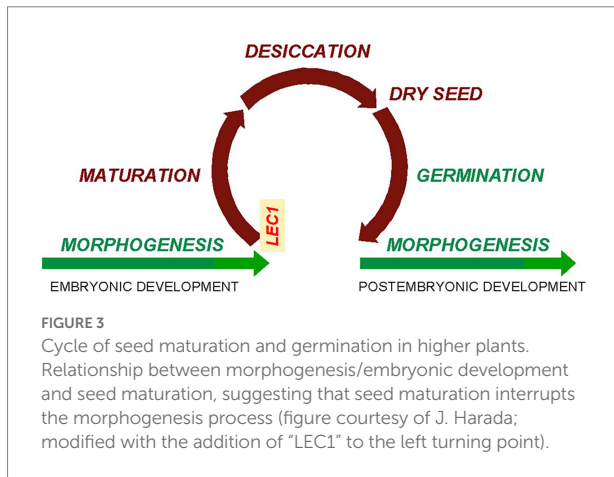 DESICCATION
DRY SEED
MATURATION
GERMINATION
LEC1
MORPHOGENESIS
MORPHOGENESIS
EMBRYONIC DEVELOPMENT
POSTEMBRYONIC DEVELOPMENT
FIGURE 3
Cycle of seed maturation and germination in higher plants.
Relationship between morphogenesis/embryonic development
and seed maturation, suggesting that seed maturation interrupts
the morphogenesis process (figure courtesy of J. Harada;
modified with the addition of “LEC1” to the left turning point).